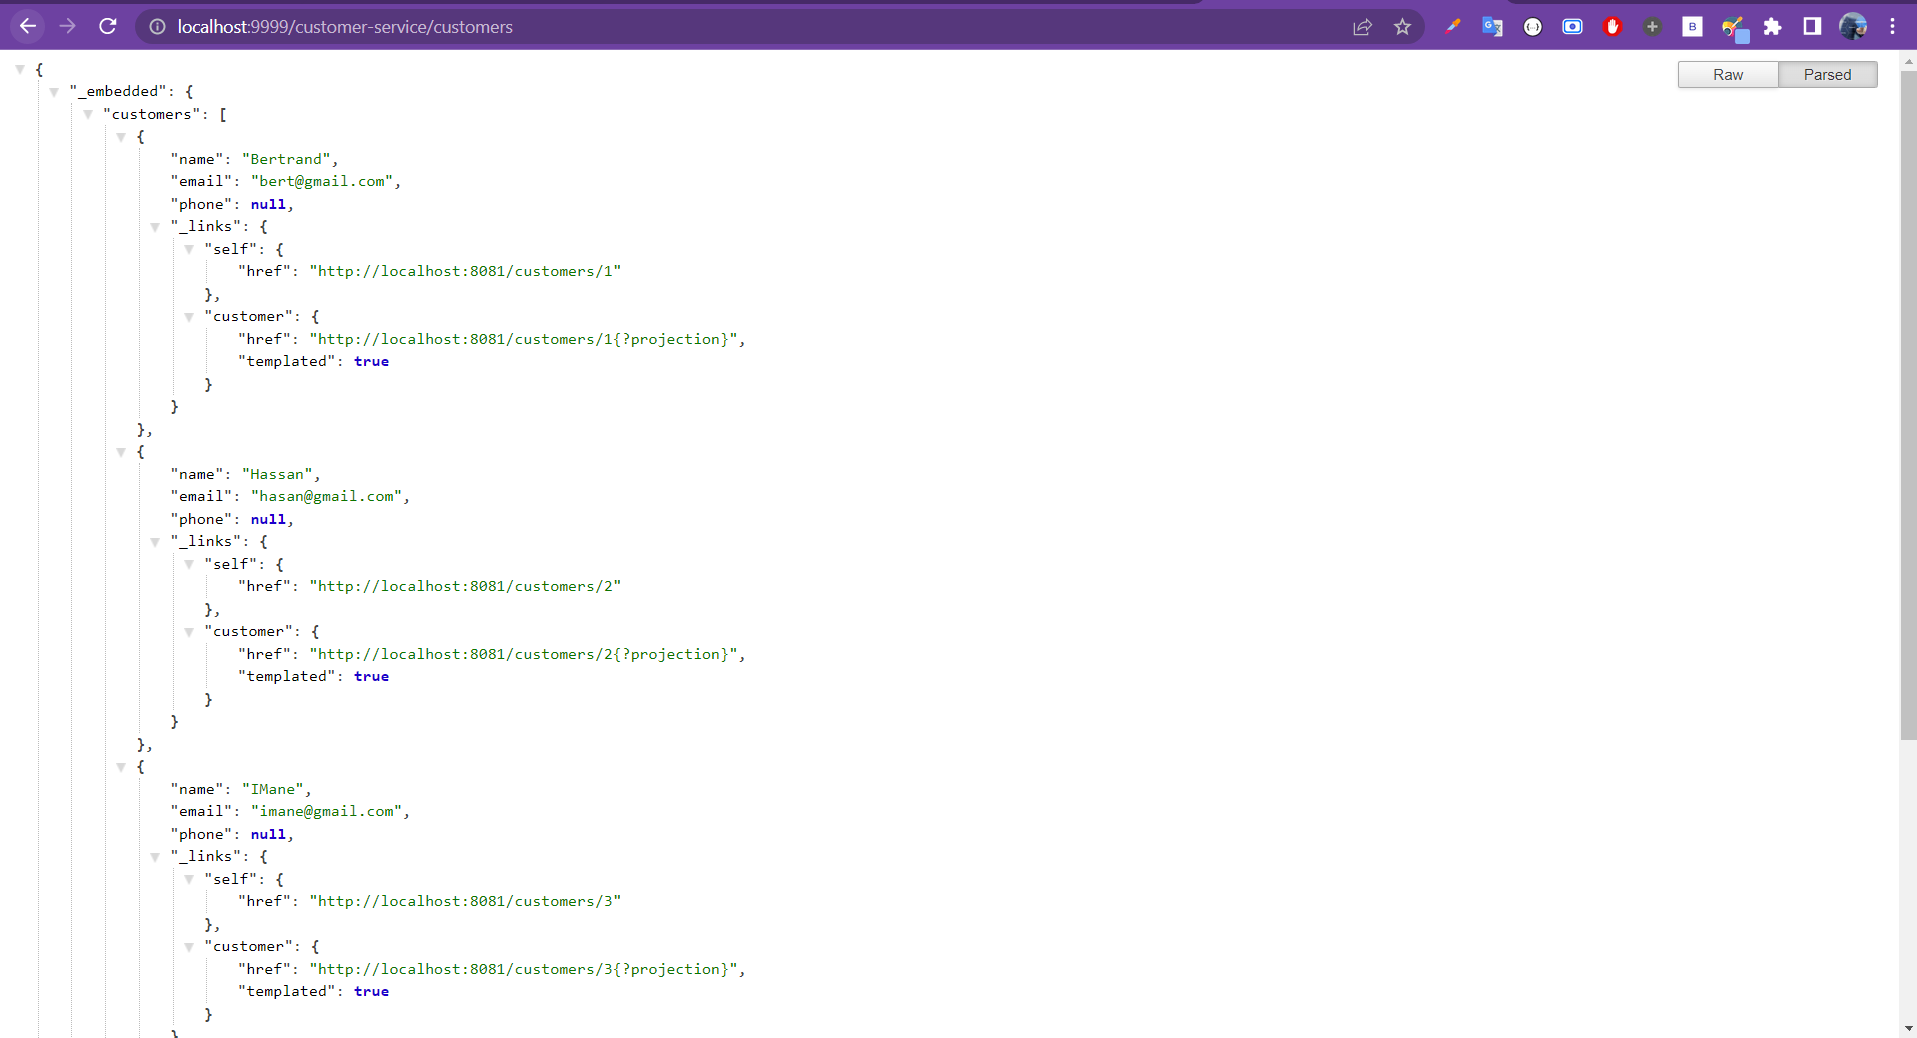 localhost:9999/customer-service/customers
Raw Parsed
{
"_embedded": {
"customers": [
{
"name": "Bertrand",
"email": "bert@gmail.com",
"phone": null,
"_links": {
"self": {
"href": "http://localhost:8081/customers/1"
},
"customer": {
"href": "http://localhost:8081/customers/1{?projection}",
"templated": true
}
}
},
{
"name": "Hassan",
"email": "hasan@gmail.com",
"phone": null,
"_links": {
"self": {
"href": "http://localhost:8081/customers/2"
},
"customer": {
"href": "http://localhost:8081/customers/2{?projection}",
"templated": true
}
}
},
{
"name": "IMane",
"email": "imane@gmail.com",
"phone": null,
"_links": {
"self": {
"href": "http://localhost:8081/customers/3"
},
"customer": {
"href": "http://localhost:8081/customers/3{?projection}",
"templated": true
}
}